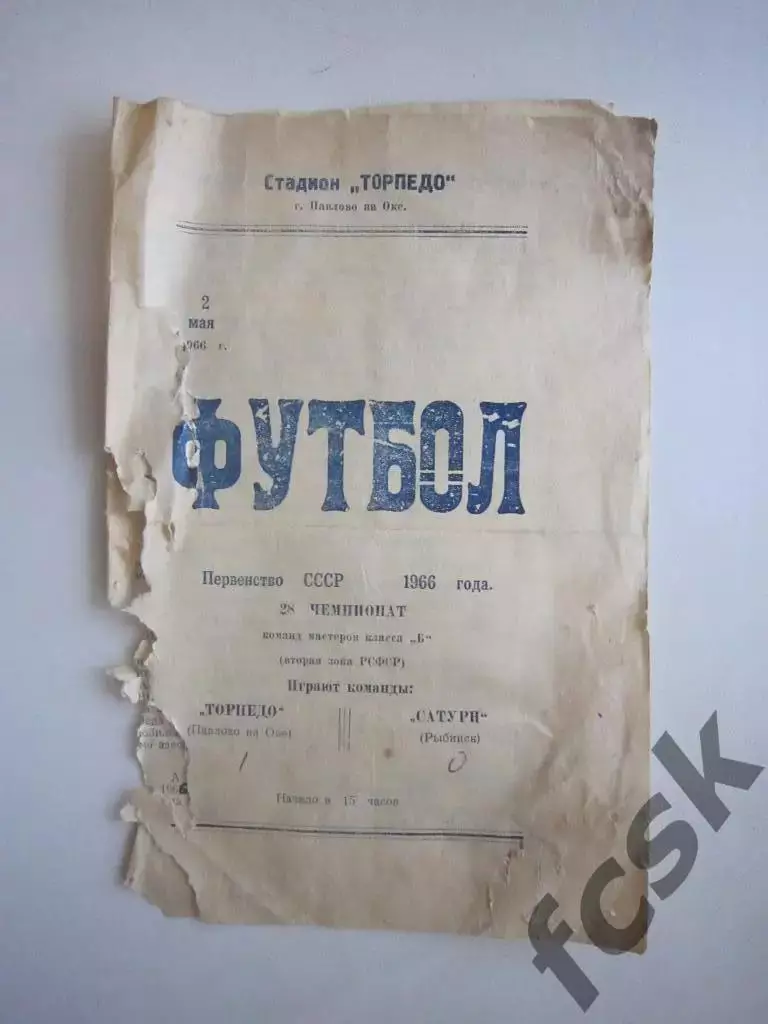 Стадион „ТОРПЕДО"
г. Павлово на Оке.
2
мая
1966 г.
ФУТБОЛ
Первенство СССР 1966 года.
28 ЧЕМПИОНАТ
команд мастеров класса „Б"
(вторая зона РСФСР)
Играют команды:
„ТОРПЕДО" „САТУРН"
(Павлово на Оке) (Рыбинск)
1 0
Начало в 15 часов
fcsk